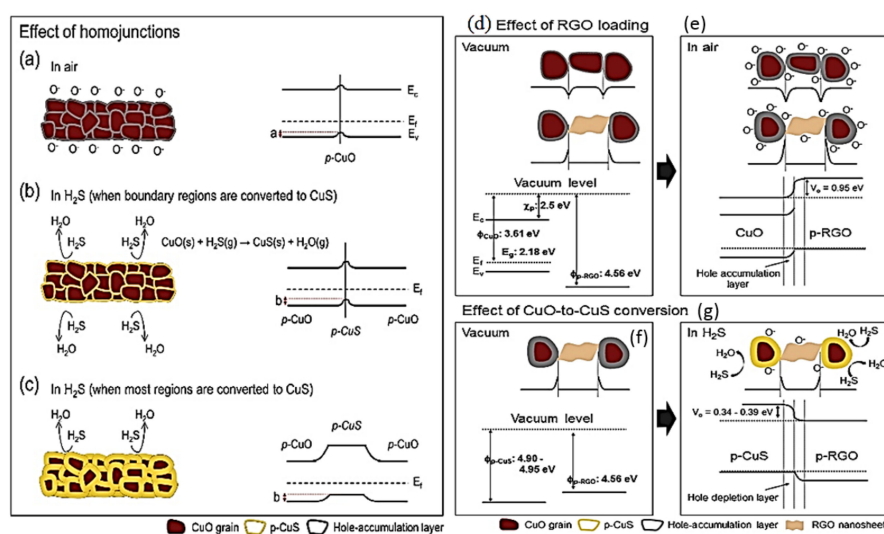 Effect of homojunctions
(a)
In air
O⁻ O⁻ O⁻ O⁻ O⁻ O⁻
O⁻ O⁻ O⁻ O⁻ O⁻ O⁻
E_c
E_f
a
E_v
p-CuO
(b)
In H₂S (when boundary regions are converted to CuS)
H₂O H₂O
H₂S H₂S
CuO(s) + H₂S(g) → CuS(s) + H₂O(g)
H₂S H₂S
H₂O H₂O
E_f
b
p-CuS
p-CuO p-CuO
(c)
In H₂S (when most regions are converted to CuS)
H₂O H₂O
H₂S H₂S
p-CuS
p-CuO p-CuO
E_f
b
CuO grain p-CuS Hole-accumulation layer
(d) Effect of RGO loading
Vacuum
Vacuum level
χ_p: 2.5 eV
E_c
ϕ_CuO: 3.61 eV
E_g: 2.18 eV
E_f
E_v
ϕ_p-RGO: 4.56 eV
(e)
In air
O⁻ O⁻ O⁻ O⁻
V_o = 0.95 eV
CuO p-RGO
Hole accumulation
layer
Effect of CuO-to-CuS conversion
Vacuum
(f)
Vacuum level
ϕ_p-CuS: 4.90 -
4.95 eV
ϕ_p-RGO: 4.56 eV
(g)
In H₂S
O⁻ O⁻
H₂O H₂S
H₂O H₂O
O⁻ O⁻
H₂S H₂S
V_o = 0.34 - 0.39 eV
p-CuS p-RGO
Hole depletion layer
CuO grain p-CuS Hole-accumulation layer RGO nanosheet